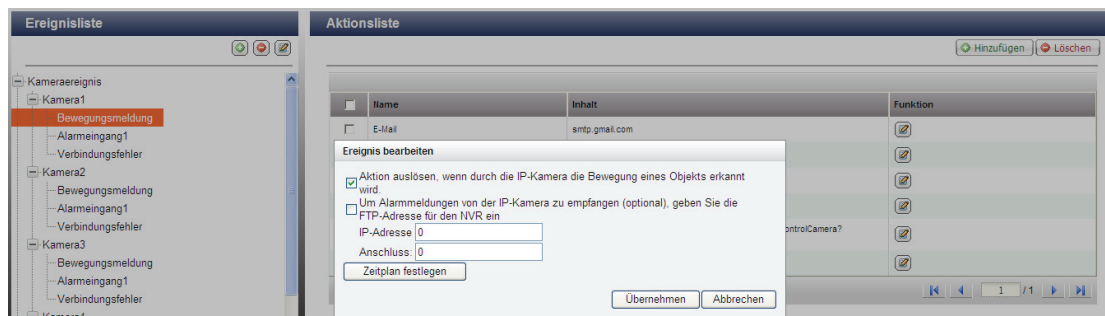 Ereignisliste
Kameraereignis
Kamera1
Bewegungsmeldung
Alarmeingang1
Verbindungsfehler
Kamera2
Bewegungsmeldung
Alarmeingang1
Verbindungsfehler
Kamera3
Bewegungsmeldung
Alarmeingang1
Verbindungsfehler
Aktionsliste
Hinzufügen Löschen
Name Inhalt Funktion
E-Mail smtp.gmail.com
ontrolCamera?
1 /1
Ereignis bearbeiten
Aktion auslösen, wenn durch die IP-Kamera die Bewegung eines Objekts erkannt
wird.
Um Alarmmeldungen von der IP-Kamera zu empfangen (optional), geben Sie die
FTP-Adresse für den NVR ein
IP-Adresse 0
Anschluss: 0
Zeitplan festlegen
Übernehmen Abbrechen